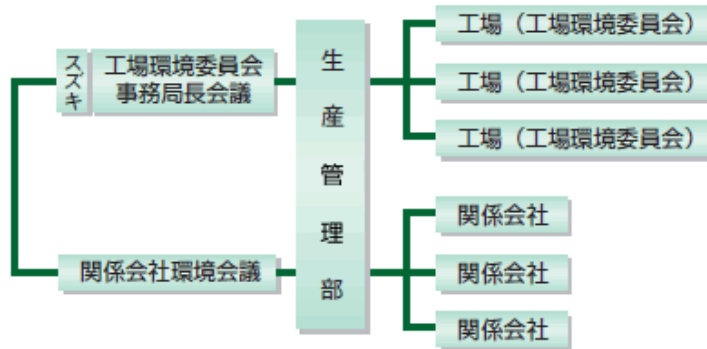 スズキ
工場環境委員会
事務局長会議
関係会社環境会議
生産管理部
工場（工場環境委員会）
工場（工場環境委員会）
工場（工場環境委員会）
関係会社
関係会社
関係会社